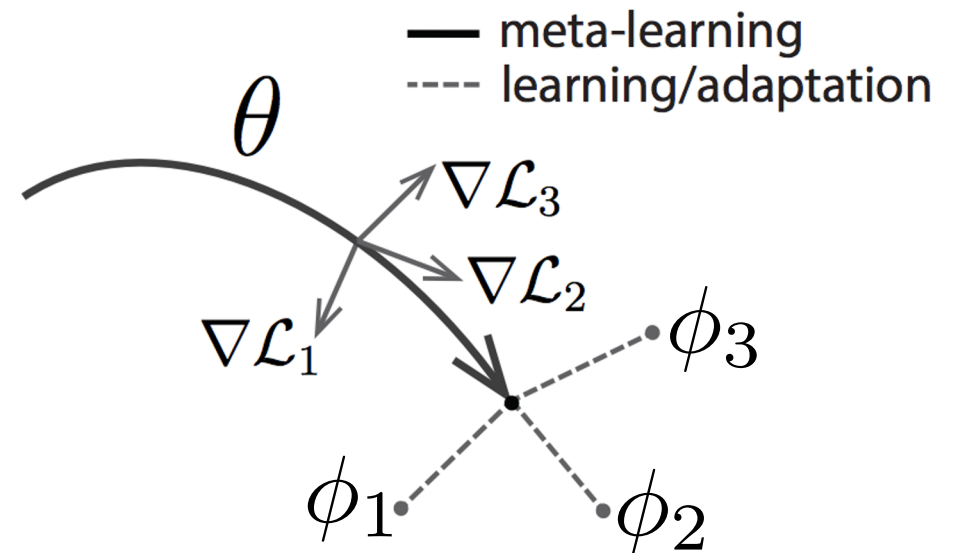 meta-learning
learning/adaptation
θ
∇ℒ₃
∇ℒ₂
∇ℒ₁
ϕ₃
ϕ₁
ϕ₂